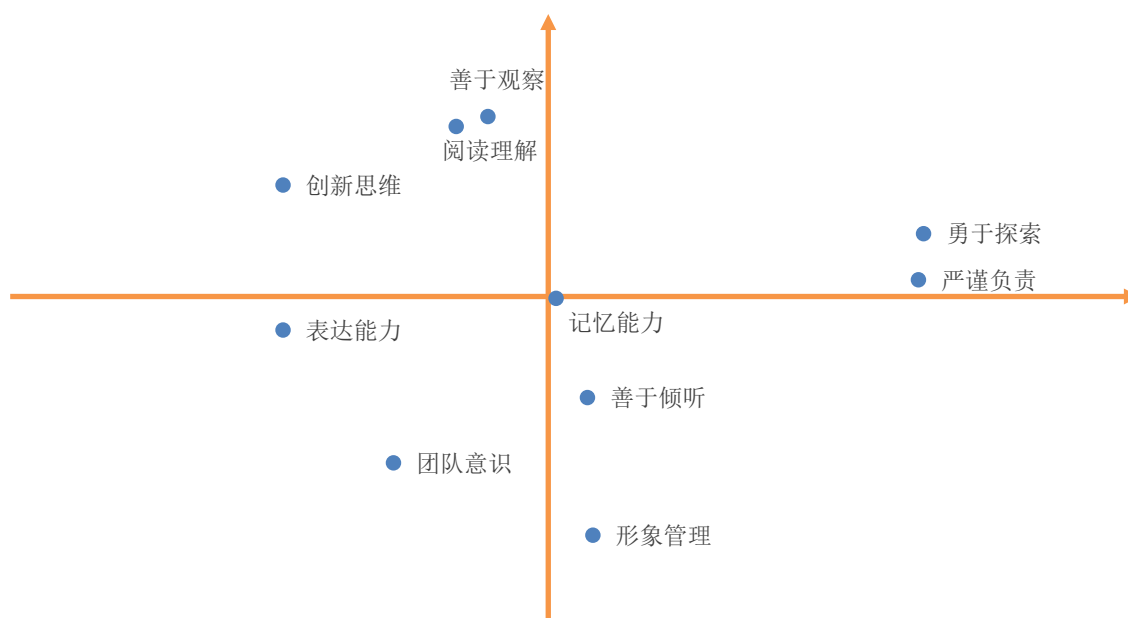 善于观察
阅读理解
创新思维
勇于探索
严谨负责
记忆能力
表达能力
善于倾听
团队意识
形象管理